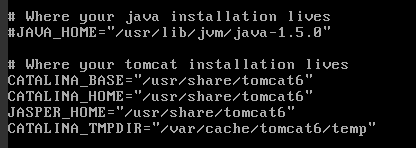 # Where your java installation lives
#JAVA_HOME="/usr/lib/jvm/java-1.5.0"
# Where your tomcat installation lives
CATALINA_BASE="/usr/share/tomcat6"
CATALINA_HOME="/usr/share/tomcat6"
JASPER_HOME="/usr/share/tomcat6"
CATALINA_TMPDIR="/var/cache/tomcat6/temp"